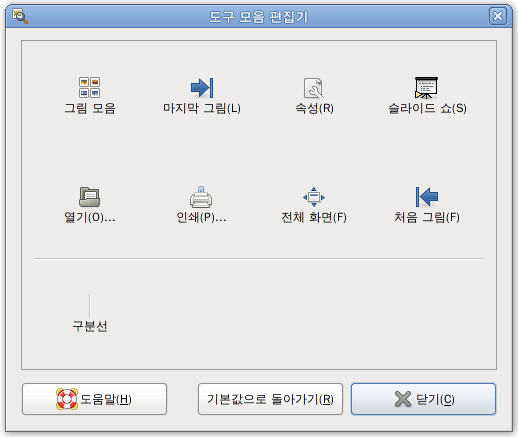 도구 모음 편집기
그림 모음
마지막 그림(L)
속성(R)
슬라이드 쇼(S)
열기(O)...
인쇄(P)...
전체 화면(F)
처음 그림(F)
구분선
도움말(H)
기본값으로 돌아가기(R)
닫기(C)